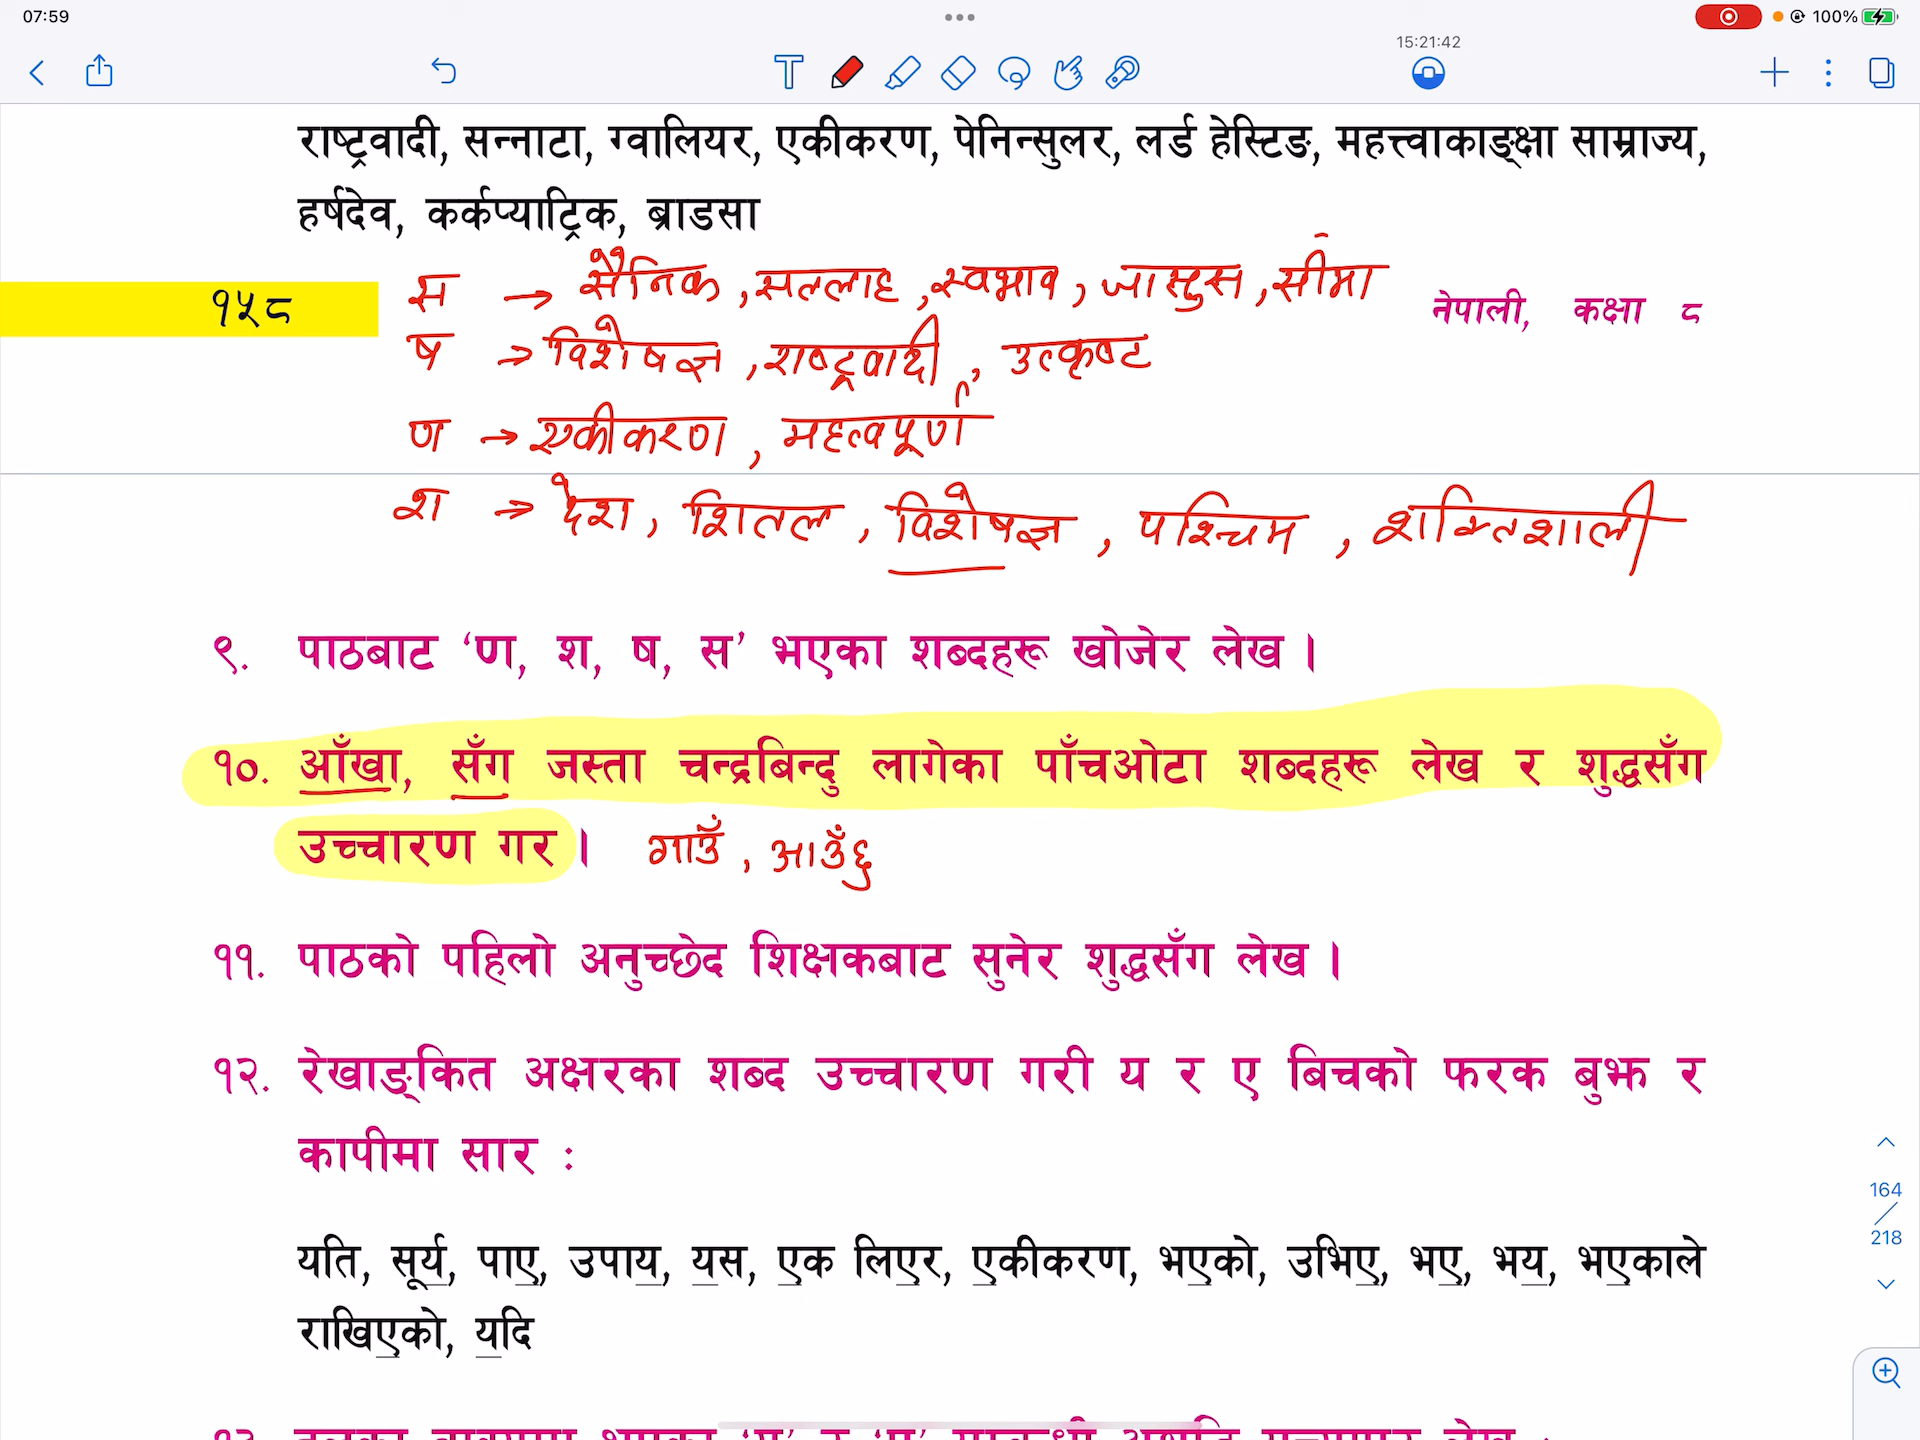 07:59
100%
15:21:42
राष्ट्रवादी, सन्नाटा, ग्वालियर, एकीकरण, पेनिन्सुलर, लर्ड हेस्टिङ, महत्त्वाकाङ्क्षा साम्राज्य,
हर्षदेव, कर्कप्याट्रिक, ब्राडसा
स → सैनिक, सतलाह, स्वभाव, जासुस, सीमा
१५८
नेपाली, कक्षा ८
ष → विशेषज्ञ, राष्ट्रवादी, उत्कृष्ट
ण → एकीकरण, महत्वपूर्ण
श → देश, शितल, विशेषज्ञ, पश्चिम, शक्तिशाली
९. पाठबाट ‘ण, श, ष, स’ भएका शब्दहरू खोजेर लेख ।
१०. आँखा, सँग जस्ता चन्द्रबिन्दु लागेका पाँचओटा शब्दहरू लेख र शुद्धसँग
उच्चारण गर । गाउँ, आउँछु
११. पाठको पहिलो अनुच्छेद शिक्षकबाट सुनेर शुद्धसँग लेख ।
१२. रेखाङ्कित अक्षरका शब्द उच्चारण गरी य र ए बिचको फरक बुझ र
कापीमा सार :
164
218
यति, सूर्य, पाए, उपाय, यस, एक लिएर, एकीकरण, भएको, उभिए, भए, भय, भएकाले
राखिएको, यदि